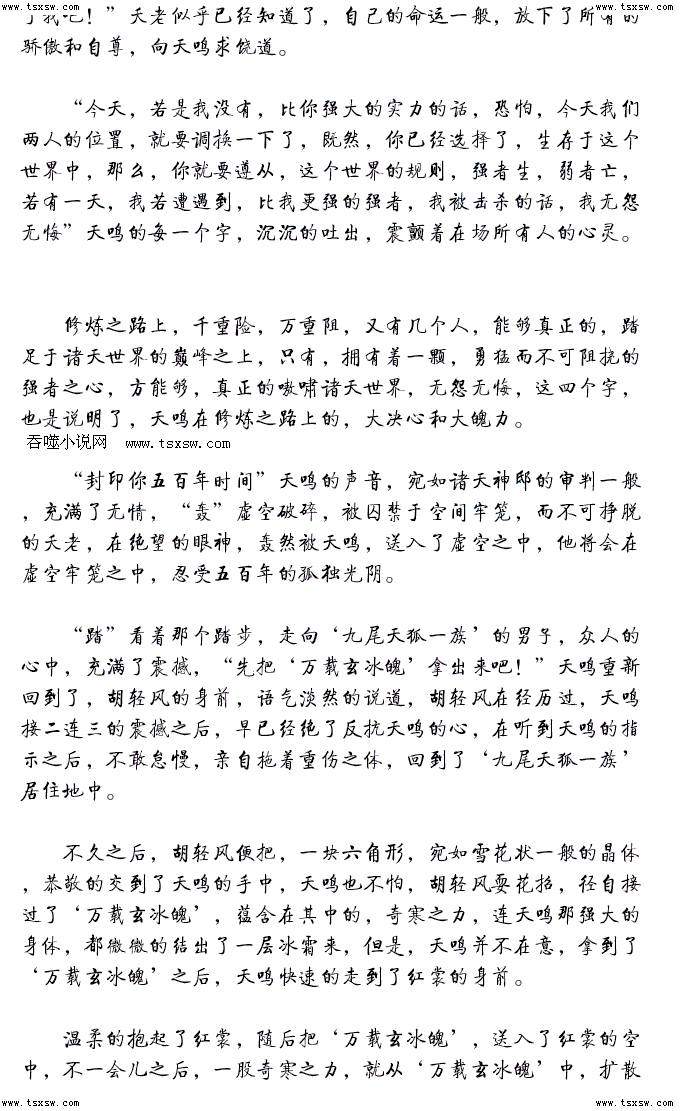 www.tsxsw.com www.tsxsw.com www.tsxsw.com www.tsxsw.com
了我吧！”天老似乎已经知道了，自己的命运一般，放下了所有的
骄傲和自尊，向天鸣求饶道。
“今天，若是我没有，比你强大的实力的话，恐怕，今天我们
两人的位置，就要调换一下了，既然，你已经选择了，生存于这个
世界中，那么，你就要遵从，这个世界的规则，强者生，弱者亡，
若有一天，我若遭遇到，比我更强的强者，我被击杀的话，我无怨
无悔”天鸣的每一个字，沉沉的吐出，震颤着在场所有人的心灵。
修炼之路上，千重险，万重阻，又有几个人，能够真正的，踏
足于诸天世界的巅峰之上，只有，拥有着一颗，勇猛而不可阻挠的
强者之心，方能够，真正的嗷啸诸天世界，无怨无悔，这四个字，
也是说明了，天鸣在修炼之路上的，大决心和大魄力。
吞噬小说网 www.tsxsw.com
“封印你五百年时间”天鸣的声音，宛如诸天神邸的审判一般
，充满了无情，“轰”虚空破碎，被囚禁于空间牢笼，而不可挣脱
的天老，在绝望的眼神，轰然被天鸣，送入了虚空之中，他将会在
虚空牢笼之中，忍受五百年的孤独光阴。
“踏”看着那个踏步，走向‘九尾天狐一族’的男子，众人的
心中，充满了震撼，“先把‘万载玄冰魄’拿出来吧！”天鸣重新
回到了，胡轻风的身前，语气淡然的说道，胡轻风在经历过，天鸣
接二连三的震撼之后，早已经绝了反抗天鸣的心，在听到天鸣的指
示之后，不敢怠慢，亲自拖着重伤之体，回到了‘九尾天狐一族’
居住地中。
不久之后，胡轻风便把，一块六角形，宛如雪花状一般的晶体
，恭敬的交到了天鸣的手中，天鸣也不怕，胡轻风耍花招，径自接
过了‘万载玄冰魄’，蕴含在其中的，奇寒之力，连天鸣那强大的
身体，都微微的结出了一层冰霜来，但是，天鸣并不在意，拿到了
‘万载玄冰魄’之后，天鸣快速的走到了红裳的身前。
温柔的抱起了红裳，随后把‘万载玄冰魄’，送入了红裳的空
中，不一会儿之后，一股奇寒之力，就从‘万载玄冰魄’中，扩散
www.tsxsw.com www.tsxsw.com www.tsxsw.com www.tsxsw.com